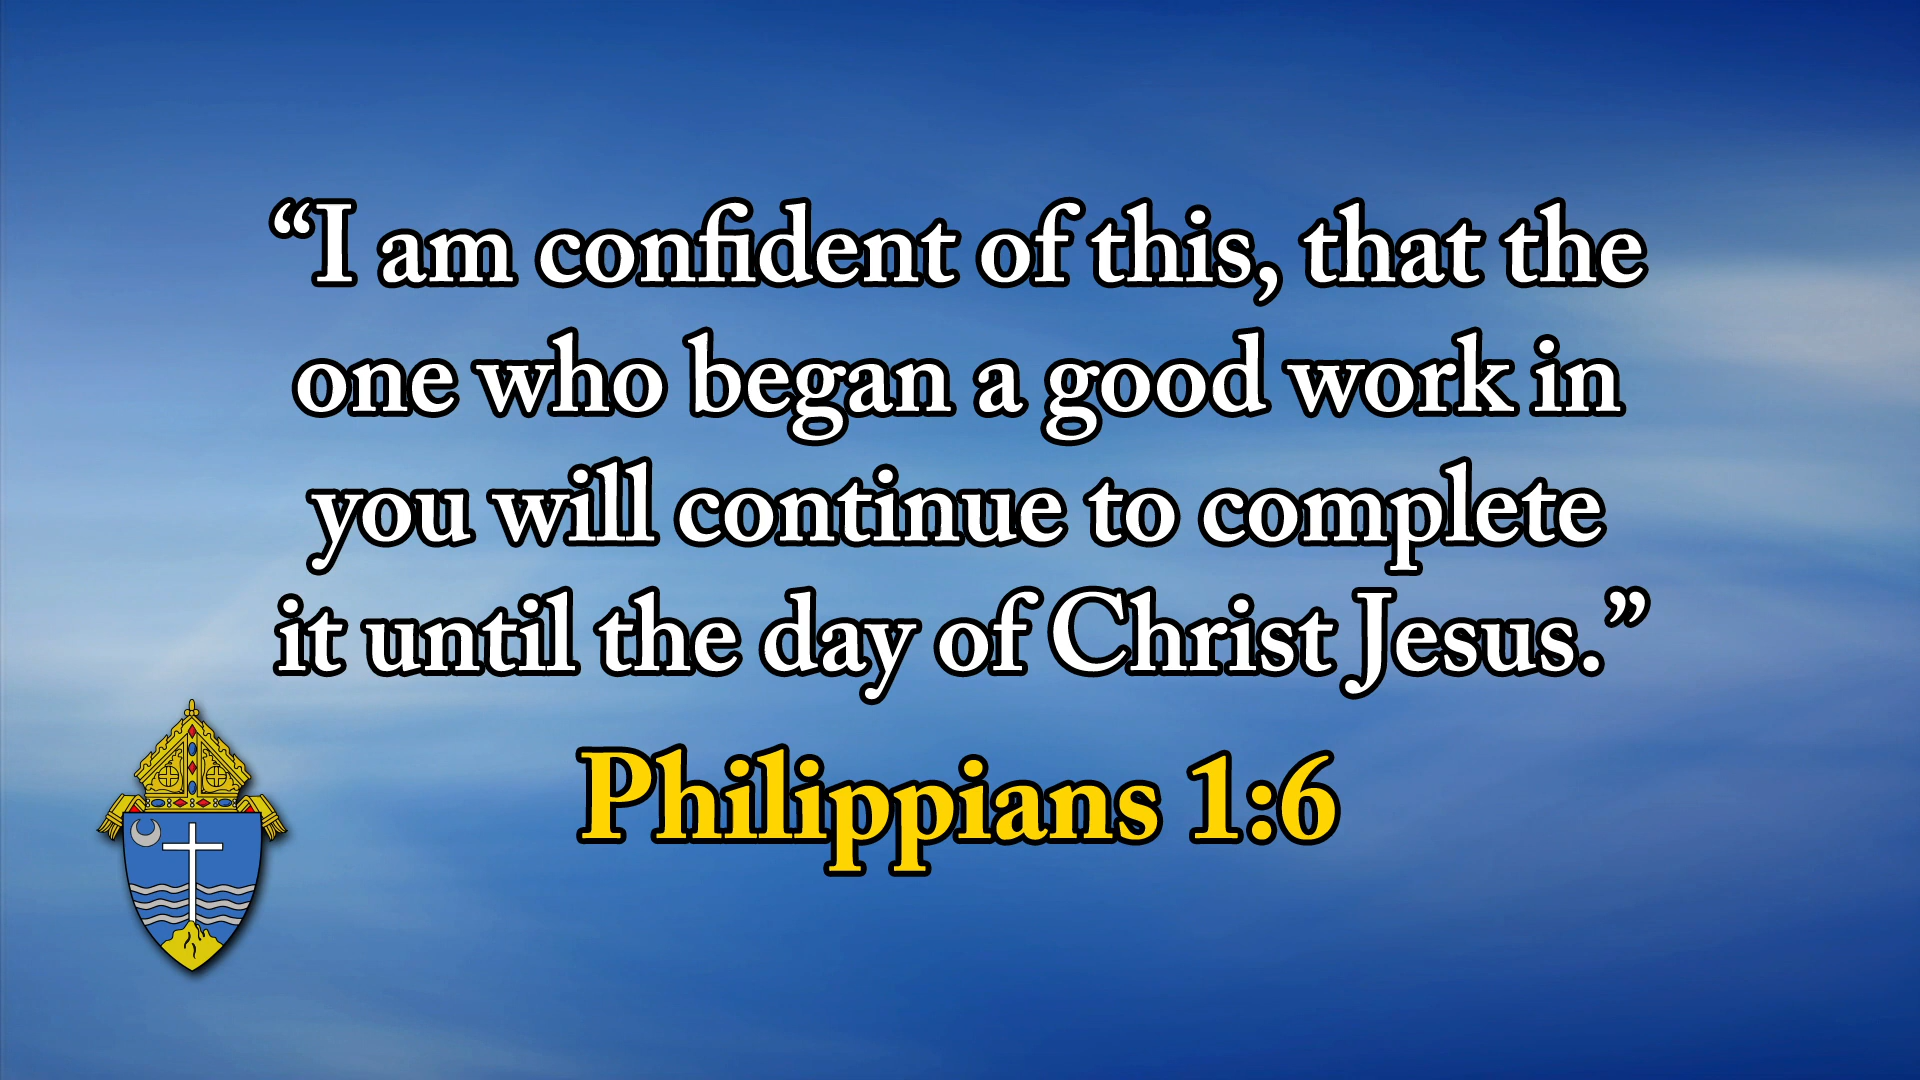 “I am confident of this, that the
one who began a good work in
you will continue to complete
it until the day of Christ Jesus.”
Philippians 1:6